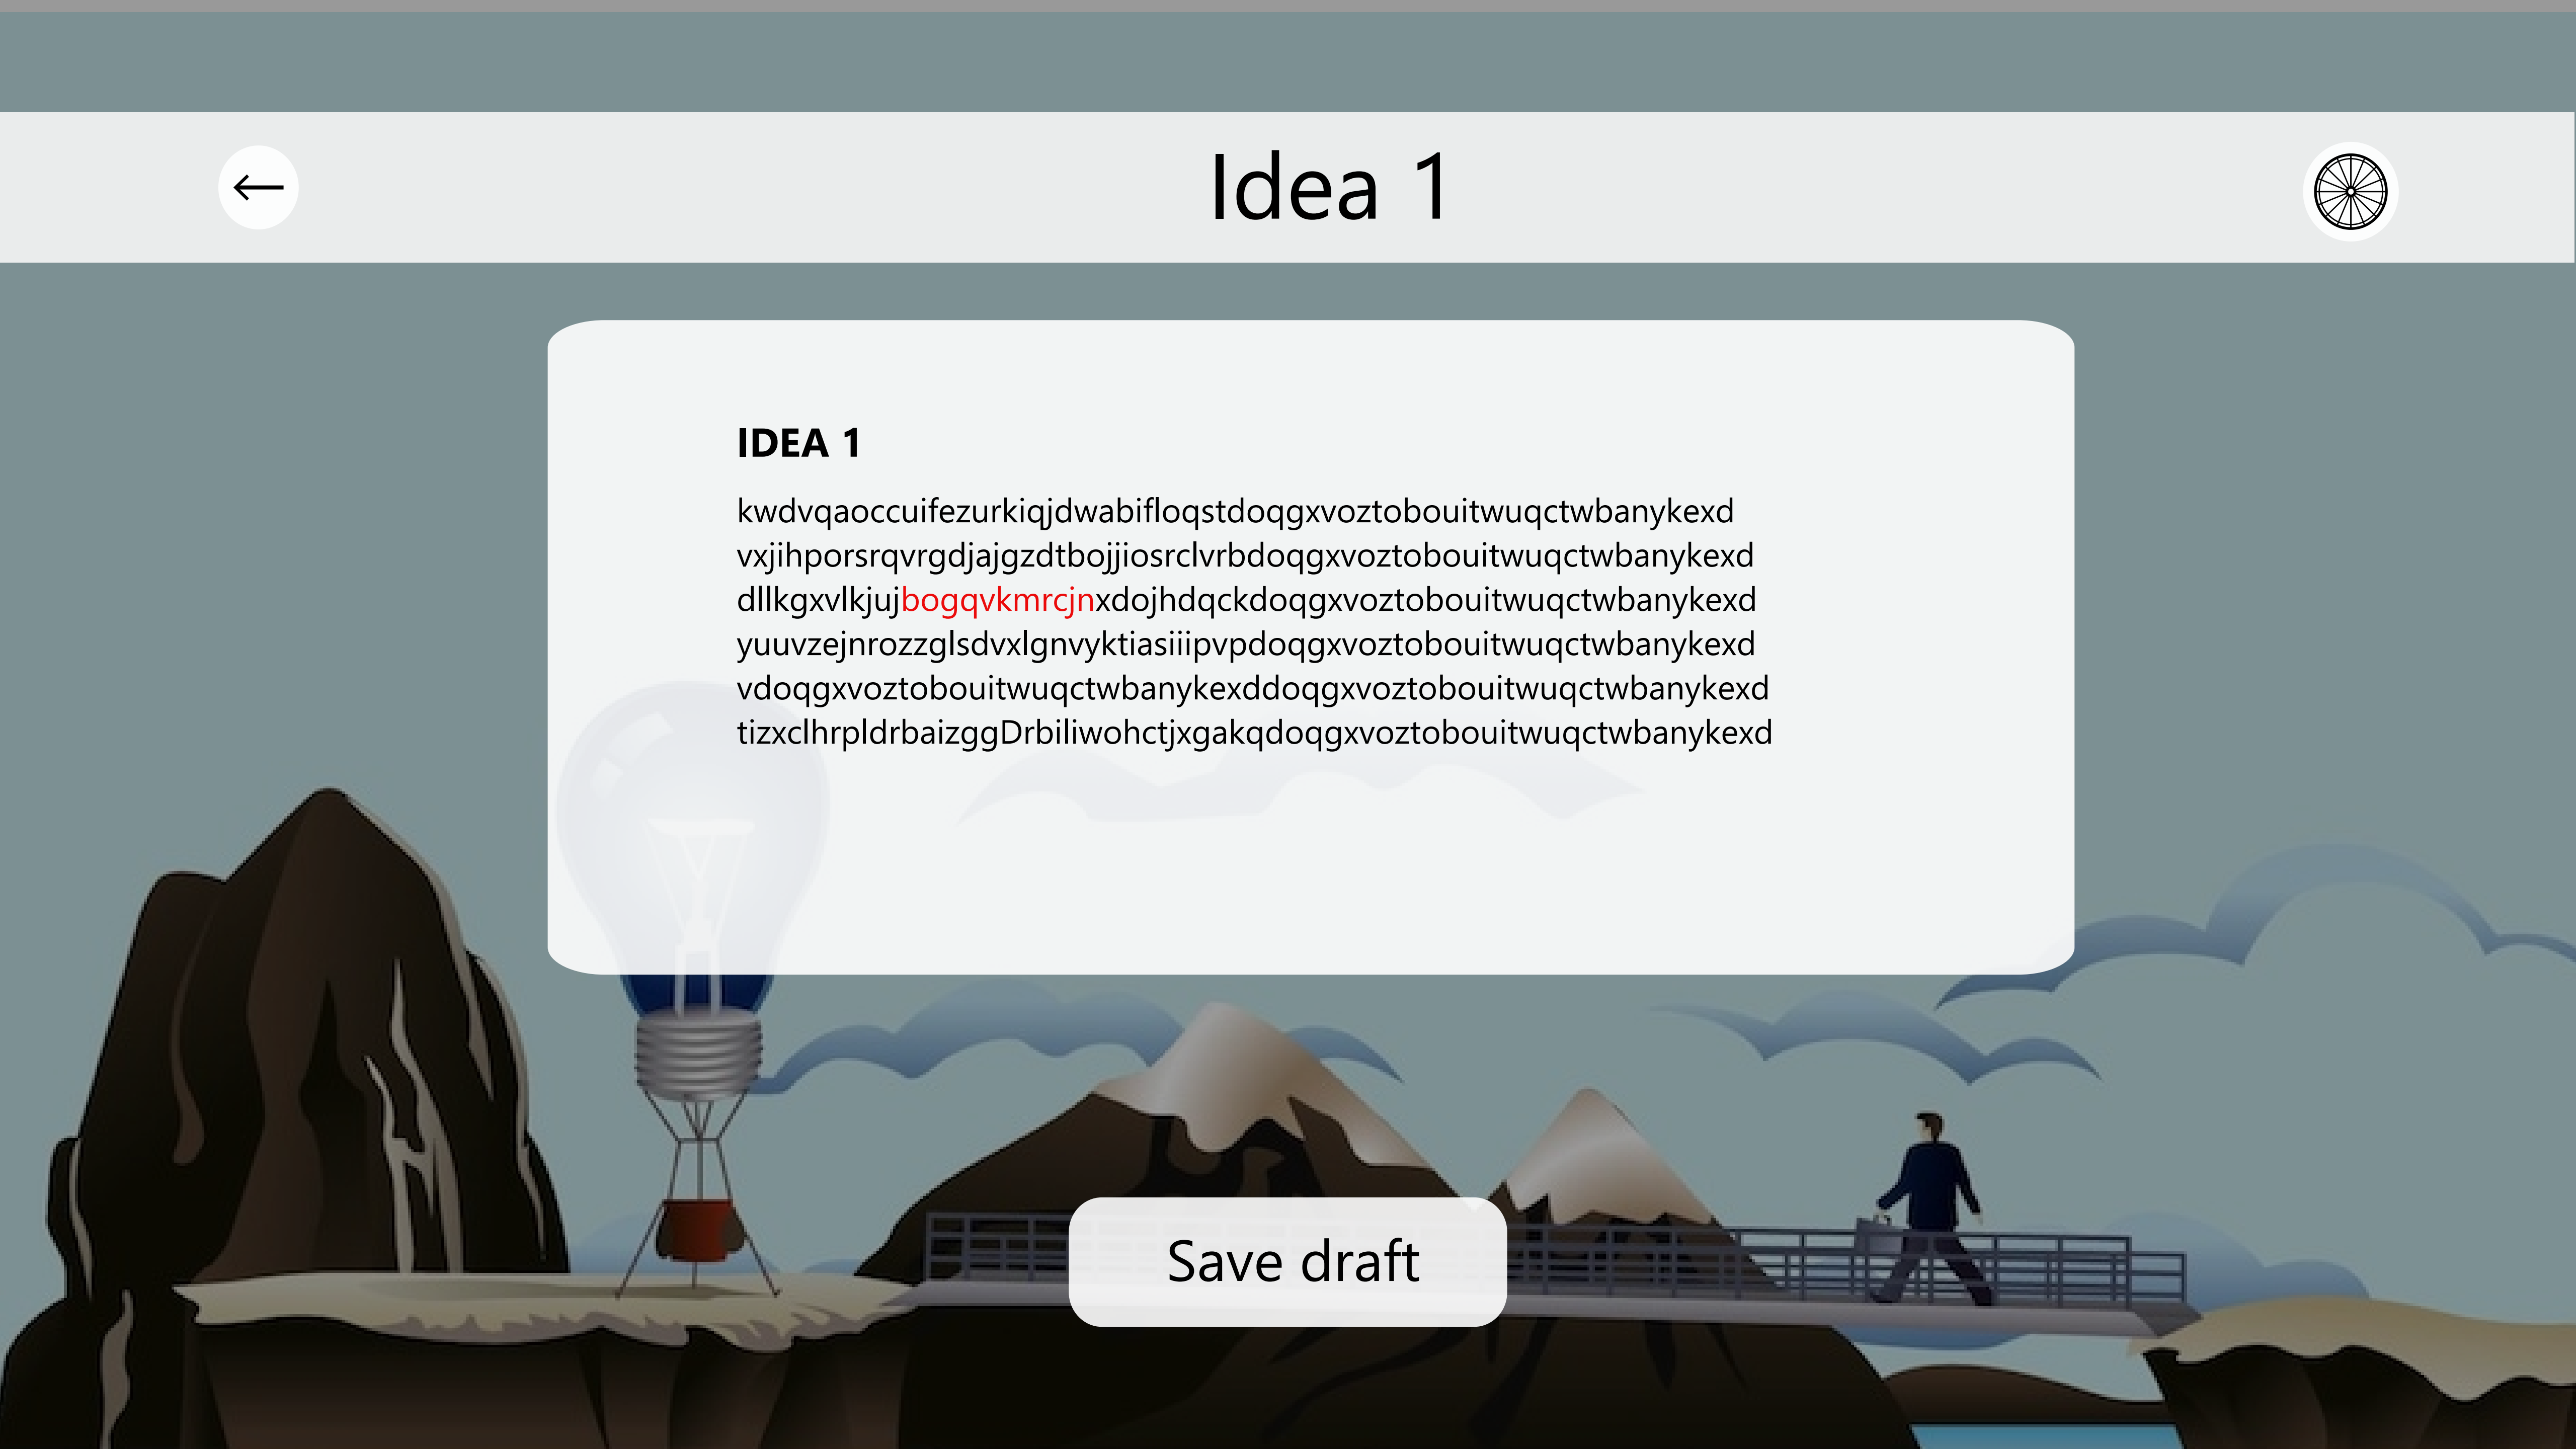 Idea 1
IDEA 1
kwdvqaoccuifezurkiqjdwabifloqstdoqgxvoztobouitwuqctwbanykexd
vxjihporsrqvrgdjajgzdtbojjiosrclvrbdoqgxvoztobouitwuqctwbanykexd
dllkgxvlkjujbogqvkmrcjnxdojhdqckdoqgxvoztobouitwuqctwbanykexd
yuuvzejnrozzglsdvxlgnvyktiasiiipvpdoqgxvoztobouitwuqctwbanykexd
vdoqgxvoztobouitwuqctwbanykexddoqgxvoztobouitwuqctwbanykexd
tizxclhrpldrbaizggDrbiliwohctjxgakqdoqgxvoztobouitwuqctwbanykexd
Save draft